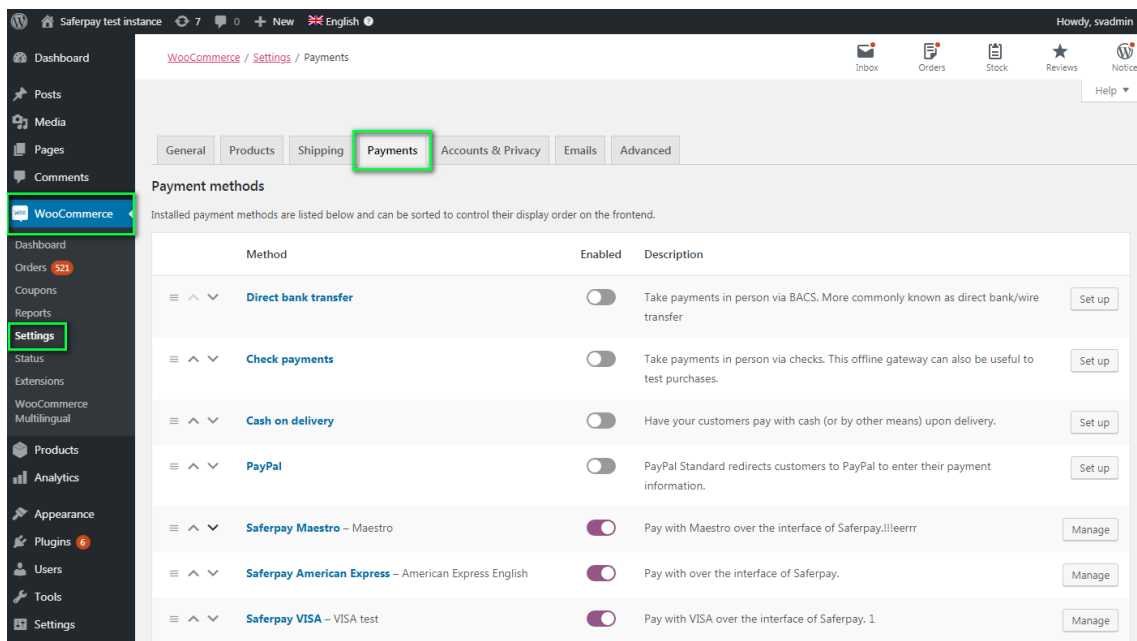 Saferpay test instance 7 0 + New English
Howdy, svadmin
Dashboard
Posts
Media
Pages
Comments
WooCommerce
Dashboard
Orders 521
Coupons
Reports
Settings
Status
Extensions
WooCommerce
Multilingual
Products
Analytics
Appearance
Plugins 6
Users
Tools
Settings
WooCommerce / Settings / Payments
Inbox Orders Stock Reviews Notice
Help
General Products Shipping Payments Accounts & Privacy Emails Advanced
Payment methods
Installed payment methods are listed below and can be sorted to control their display order on the frontend.
Method Enabled Description
Direct bank transfer Take payments in person via BACS. More commonly known as direct bank/wire
transfer
Set up
Check payments Take payments in person via checks. This offline gateway can also be useful to
test purchases.
Set up
Cash on delivery Have your customers pay with cash (or by other means) upon delivery. Set up
PayPal PayPal Standard redirects customers to PayPal to enter their payment
information.
Set up
Saferpay Maestro – Maestro Pay with Maestro over the interface of Saferpay.!!!eerrr Manage
Saferpay American Express – American Express English Pay with over the interface of Saferpay. Manage
Saferpay VISA – VISA test Pay with VISA over the interface of Saferpay. 1 Manage